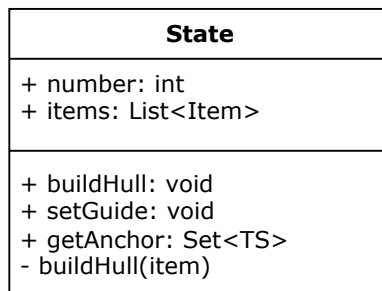 State
+ number: int
+ items: List<Item>
+ buildHull: void
+ setGuide: void
+ getAnchor: Set<TS>
- buildHull(item)